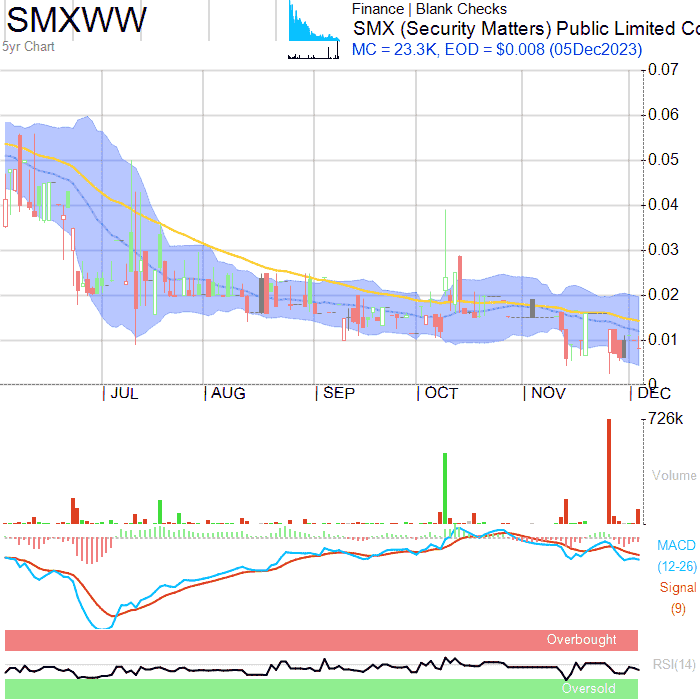 SMXWW
5yr Chart
Finance | Blank Checks
SMX (Security Matters) Public Limited Co
MC = 23.3K, EOD = $0.008 (05Dec2023)
0.07
0.06
0.05
0.04
0.03
0.02
0.01
0
JUL AUG SEP OCT NOV DEC
726k
Volume
MACD
(12-26)
Signal
(9)
Overbought
RSI(14)
Oversold